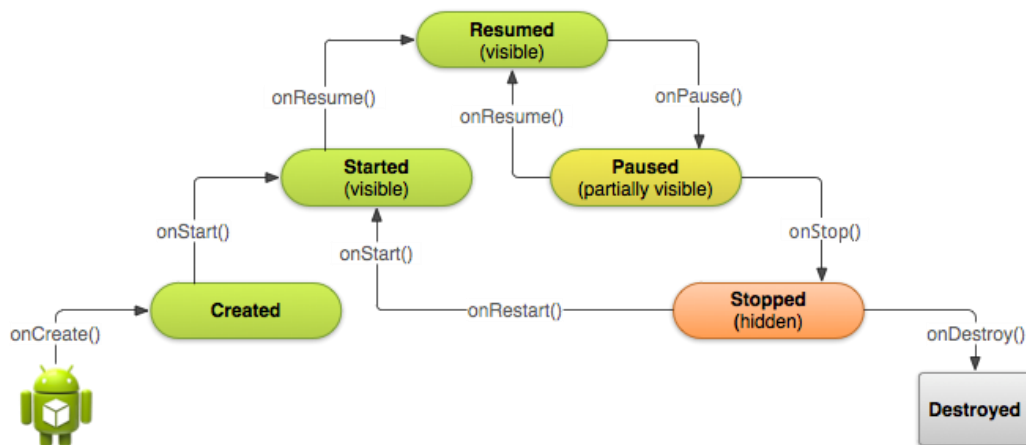 Resumed
(visible)
onResume()
onResume()
onPause()
Started
(visible)
Paused
(partially visible)
onStart()
onStart()
onStop()
Created
onRestart()
Stopped
(hidden)
onCreate()
onDestroy()
Destroyed